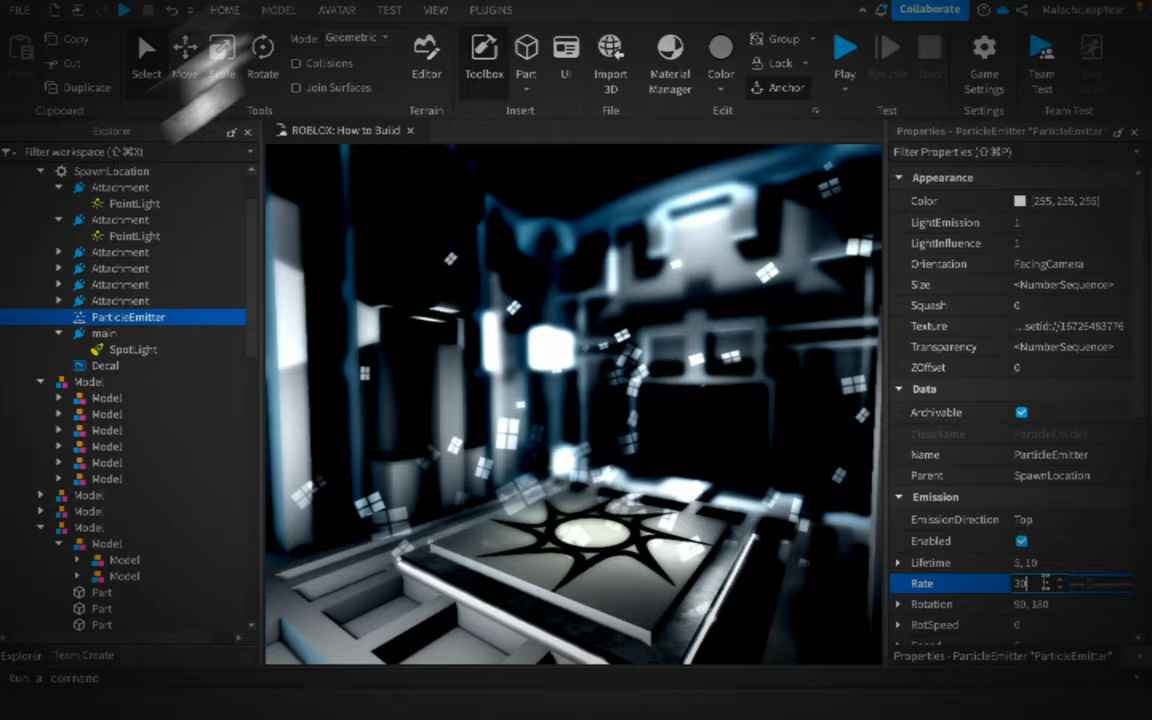 FILE HOME MODEL AVATAR TEST VIEW PLUGINS Collaborate MalachiLeapYear
Copy
Cut
Duplicate
Clipboard
Select Move Scale Rotate
Mode Geometric
Collisions
Join Surfaces
Tools
Editor
Terrain
Toolbox Part UI
Insert
Import
3D
File
Material
Manager
Color
Group
Lock
Anchor
Edit
Play
Test
Game
Settings
Settings
Team
Test
Team Test
Explorer
Filter workspace (⇧⌘X)
SpawnLocation
Attachment
PointLight
Attachment
PointLight
Attachment
Attachment
Attachment
Attachment
ParticleEmitter
main
SpotLight
Decal
Model
Model
Model
Model
Model
Model
Model
Model
Model
Model
Model
Model
Model
Part
Part
Part
Explorer Team Create
Run a command
ROBLOX: How to Build
Properties - ParticleEmitter "ParticleEmitter"
Filter Properties (⇧⌘P)
Appearance
Color [255, 255, 255]
LightEmission 1
LightInfluence 1
Orientation FacingCamera
Size <NumberSequence>
Squash 0
Texture ...setid://16726483776
Transparency <NumberSequence>
ZOffset 0
Data
Archivable
ClassName ParticleEmitter
Name ParticleEmitter
Parent SpawnLocation
Emission
EmissionDirection Top
Enabled
Lifetime 5, 10
Rate 30
Rotation 90, 180
RotSpeed 0
Properties - ParticleEmitter "ParticleEmitter"